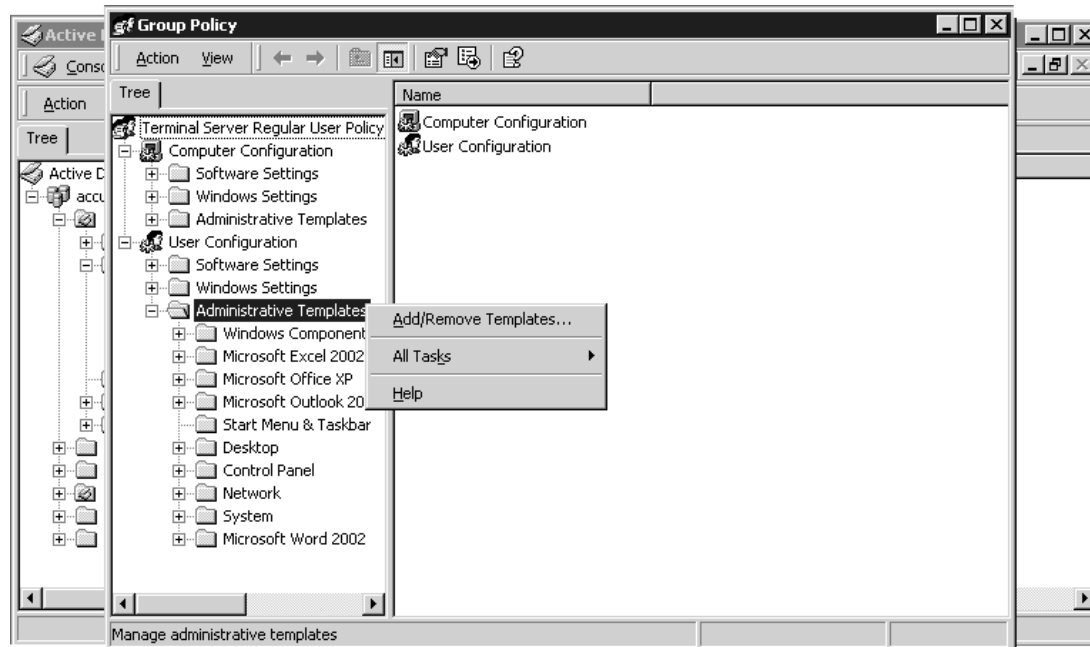 Active
Group Policy
Action View
Tree
Name
Terminal Server Regular User Policy
Computer Configuration
Software Settings
Windows Settings
Administrative Templates
User Configuration
Software Settings
Windows Settings
Administrative Templates
Windows Component
Microsoft Excel 2002
Microsoft Office XP
Microsoft Outlook 20
Start Menu & Taskbar
Desktop
Control Panel
Network
System
Microsoft Word 2002
Computer Configuration
User Configuration
Add/Remove Templates...
All Tasks
Help
Manage administrative templates
Cons
Action
Tree
Active D
accu